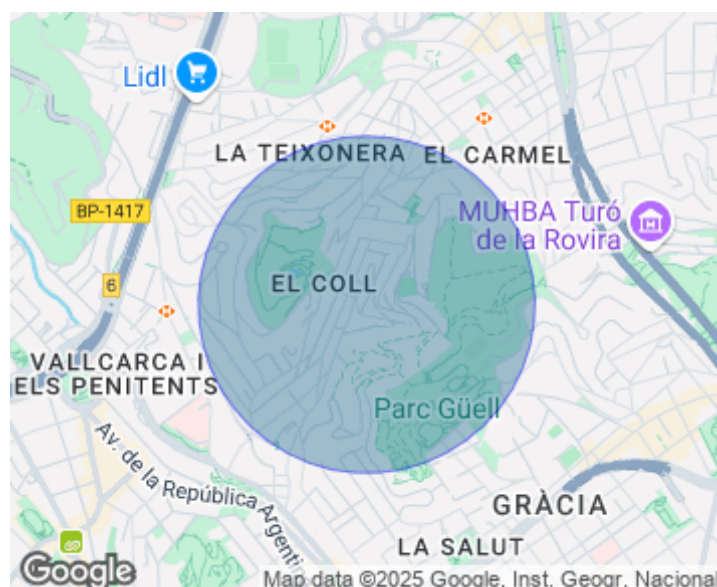 Lidl
LA TEIXONERA
EL CARMEL
BP-1417
MUHBA Turó
de la Rovira
6
EL COLL
VALLCARCA I
ELS PENITENTS
Parc Güell
Av. de la República Argenti
GRÀCIA
LA SALUT
Google
Map data ©2025 Google, Inst. Geogr. Nacional